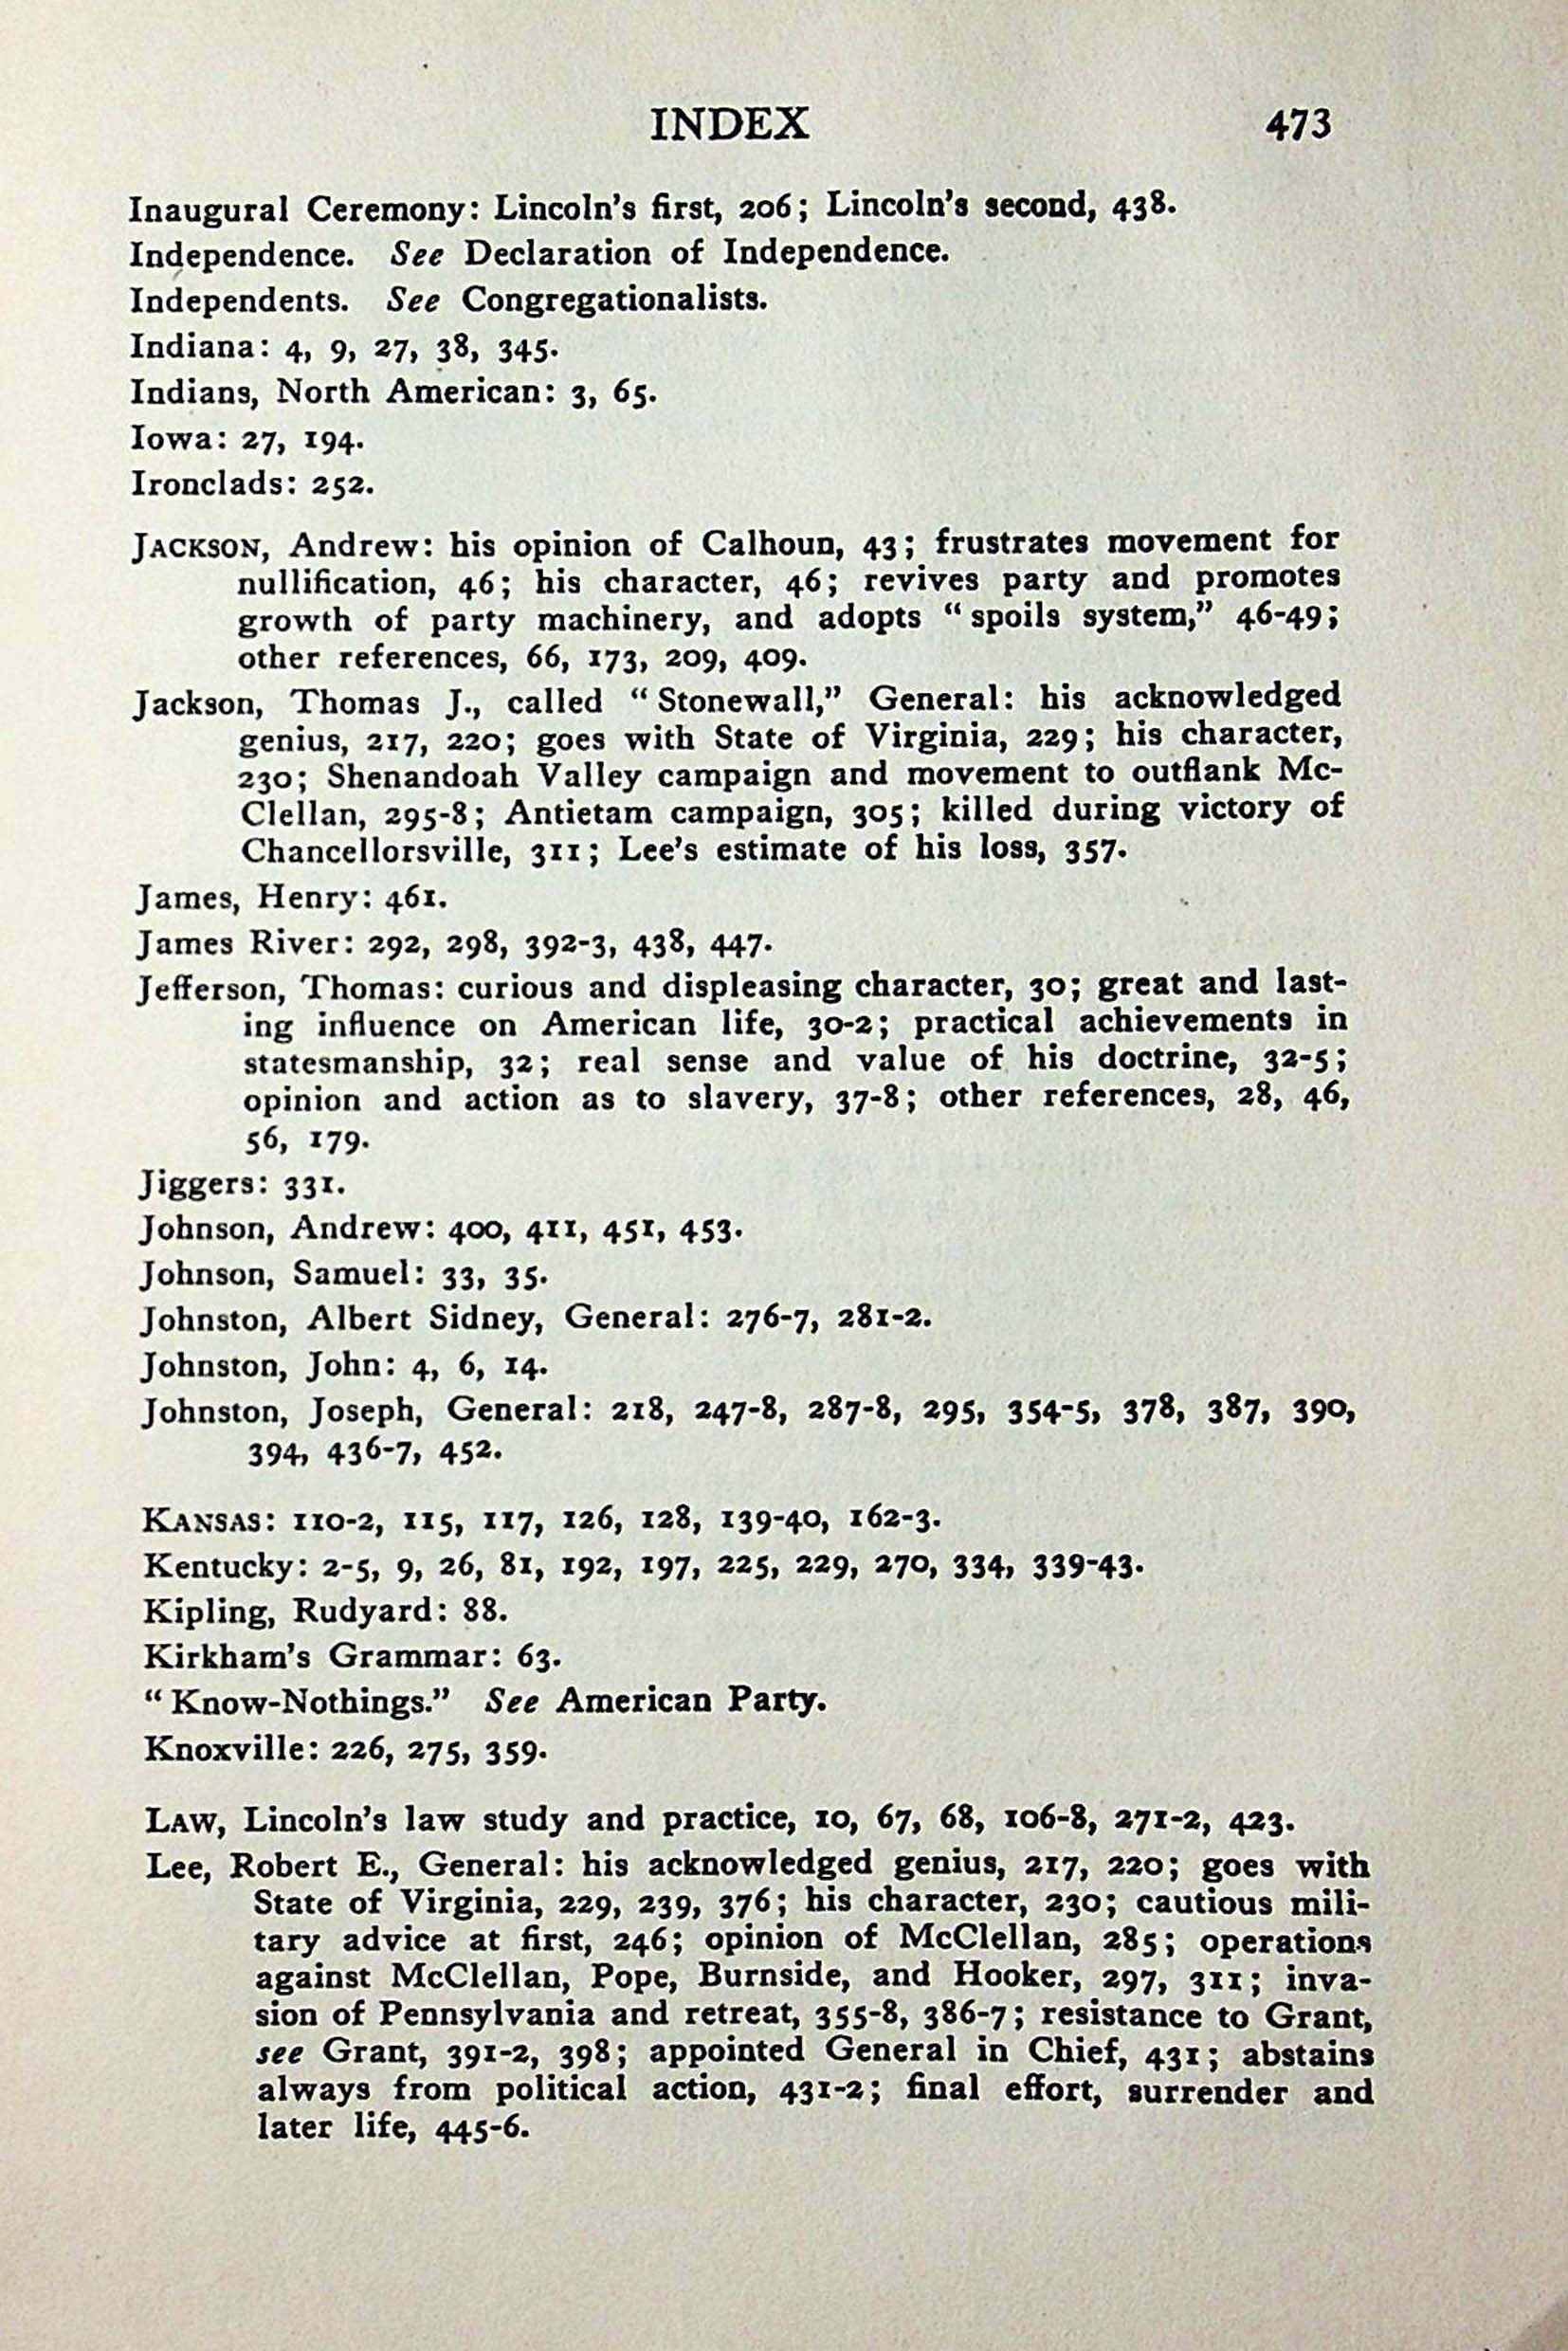 INDEX 473
Inaugural Ceremony: Lincoln's first, 206; Lincoln's second, 438.
Independence. See Declaration of Independence.
Independents. See Congregationalists.
Indiana: 4, 9, 27, 38, 345.
Indians, North American: 3, 65.
Iowa: 27, 194.
Ironclads: 252.
JACKSON, Andrew: his opinion of Calhoun, 43; frustrates movement for
nullification, 46; his character, 46; revives party and promotes
growth of party machinery, and adopts "spoils system," 46-49;
other references, 66, 173, 209, 409.
Jackson, Thomas J., called "Stonewall," General: his acknowledged
genius, 217, 220; goes with State of Virginia, 229; his character,
230; Shenandoah Valley campaign and movement to outflank Mc-
Clellan, 295-8; Antietam campaign, 305; killed during victory of
Chancellorsville, 311; Lee's estimate of his loss, 357.
James, Henry: 461.
James River: 292, 298, 392-3, 438, 447.
Jefferson, Thomas: curious and displeasing character, 30; great and last-
ing influence on American life, 30-2; practical achievements in
statesmanship, 32; real sense and value of his doctrine, 32-5;
opinion and action as to slavery, 37-8; other references, 28, 46,
56, 179.
Jiggers: 331.
Johnson, Andrew: 400, 411, 451, 453.
Johnson, Samuel: 33, 35.
Johnston, Albert Sidney, General: 276-7, 281-2.
Johnston, John: 4, 6, 14.
Johnston, Joseph, General: 218, 247-8, 287-8, 295, 354-5, 378, 387, 390,
394, 436-7, 452.
KANSAS: 110-2, 115, 117, 126, 128, 139-40, 162-3.
Kentucky: 2-5, 9, 26, 81, 192, 197, 225, 229, 270, 334, 339-43.
Kipling, Rudyard: 88.
Kirkham's Grammar: 63.
"Know-Nothings." See American Party.
Knoxville: 226, 275, 359.
LAW, Lincoln's law study and practice, 10, 67, 68, 106-8, 271-2, 423.
Lee, Robert E., General: his acknowledged genius, 217, 220; goes with
State of Virginia, 229, 239, 376; his character, 230; cautious mili-
tary advice at first, 246; opinion of McClellan, 285; operations
against McClellan, Pope, Burnside, and Hooker, 297, 311; inva-
sion of Pennsylvania and retreat, 355-8, 386-7; resistance to Grant,
see Grant, 391-2, 398; appointed General in Chief, 431; abstains
always from political action, 431-2; final effort, surrender and
later life, 445-6.